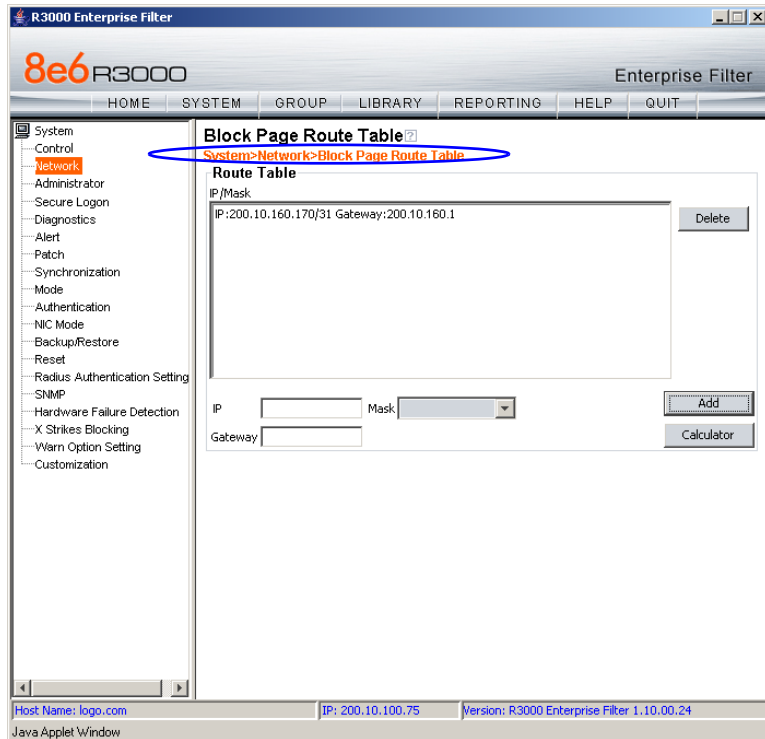 R3000 Enterprise Filter
8e6 R3000
Enterprise Filter
HOME SYSTEM GROUP LIBRARY REPORTING HELP QUIT
System
Control
Network
Administrator
Secure Logon
Diagnostics
Alert
Patch
Synchronization
Mode
Authentication
NIC Mode
Backup/Restore
Reset
Radius Authentication Setting
SNMP
Hardware Failure Detection
X Strikes Blocking
Warn Option Setting
Customization
Block Page Route Table ?
System>Network>Block Page Route Table
Route Table
IP/Mask
IP:200.10.160.170/31 Gateway:200.10.160.1
Delete
IP Mask
Add
Gateway
Calculator
Host Name: logo.com IP: 200.10.100.75 Version: R3000 Enterprise Filter 1.10.00.24
Java Applet Window